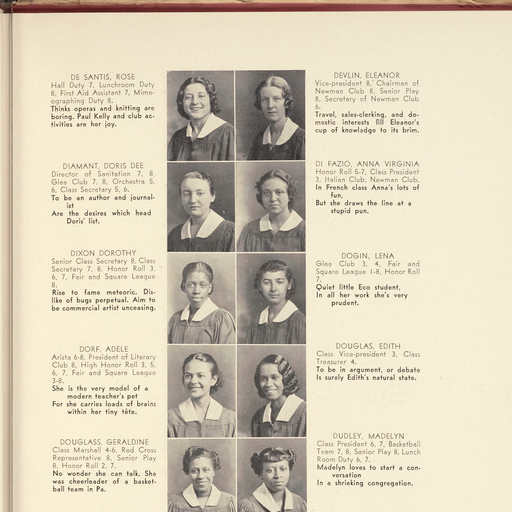 DE SANTIS, ROSE
Hall Duty 7, Lunchroom Duty
8, First Aid Assistant 7, Mimeo-
ographing Duty 8.
Thinks operas and knitting are
boring. Paul Kelly and club ac-
tivities are her joy.
DEVLIN, ELEANOR
Vice-president 8, Chairman of
Newman Club 8, Senior Play
8, Secretary of Newman Club
6.
Travel, sales-clerking, and do-
mestic interests fill Eleanor's
cup of knowledge to its brim.
DIAMANT, DORIS DEE
Director of Sanitation 7, 8,
Glee Club 7, 8, Orchestra 5,
6, Class Secretary 5, 6.
To be an author and journal-
ist
Are the desires which head
Doris' list.
DI FAZIO, ANNA VIRGINIA
Honor Roll 5-7, Class President
3, Italian Club, Newman Club.
In French class Anna's lots of
fun,
But she draws the line at a
stupid pun.
DIXON DOROTHY
Senior Class Secretary 8, Class
Secretary 7, 8, Honor Roll 3,
6, 7, Fair and Square League
8.
Rise to fame meteoric. Dis-
like of bugs perpetual. Aim to
be commercial artist unceasing.
DOGIN, LENA
Glee Club 3, 4, Fair and
Square League 1-8, Honor Roll
7.
Quiet little Eco student,
In all her work she's very
prudent.
DORF, ADELE
Arista 6-8, President of Literary
Club 8, High Honor Roll 3, 5,
6, 7, Fair and Square League
3-8.
She is the very model of a
modern teacher's pet
For she carries loads of brains
within her tiny tête.
DOUGLAS, EDITH
Class Vice-president 3, Class
Treasurer 4,
To be in argument, or debate
Is surely Edith's natural state.
DOUGLASS, GERALDINE
Class Marshall 4-6, Red Cross
Representative 8, Senior Play
8, Honor Roll 2, 7.
No wonder she can talk. She
was cheerleader of a basket-
ball team in Pa.
DUDLEY, MADELYN
Class President 6, 7, Basketball
Team 7, 8, Senior Play 8, Lunch
Room Duty 6, 7.
Madelyn loves to start a con-
versation
In a shrieking congregation.